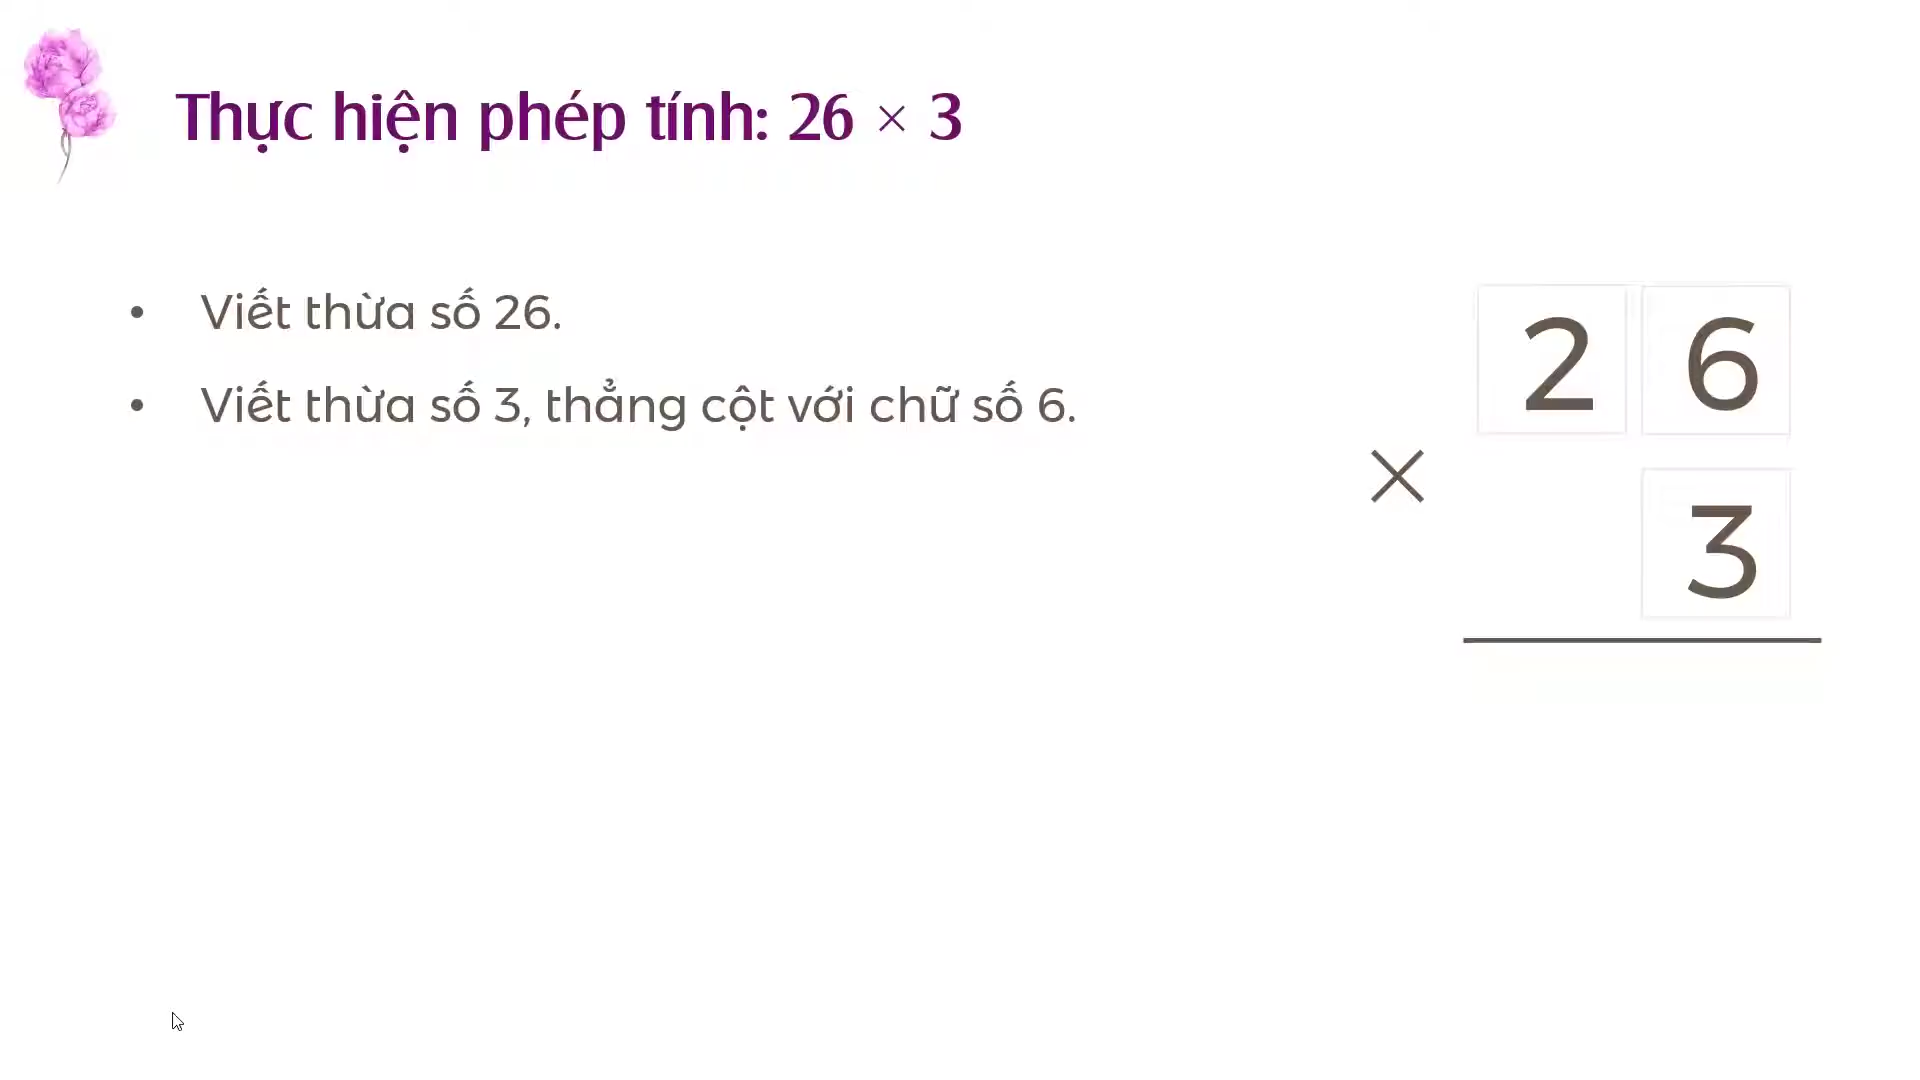 Thực hiện phép tính: 26 × 3
• Viết thừa số 26.
• Viết thừa số 3, thẳng cột với chữ số 6.
2 6
×
3